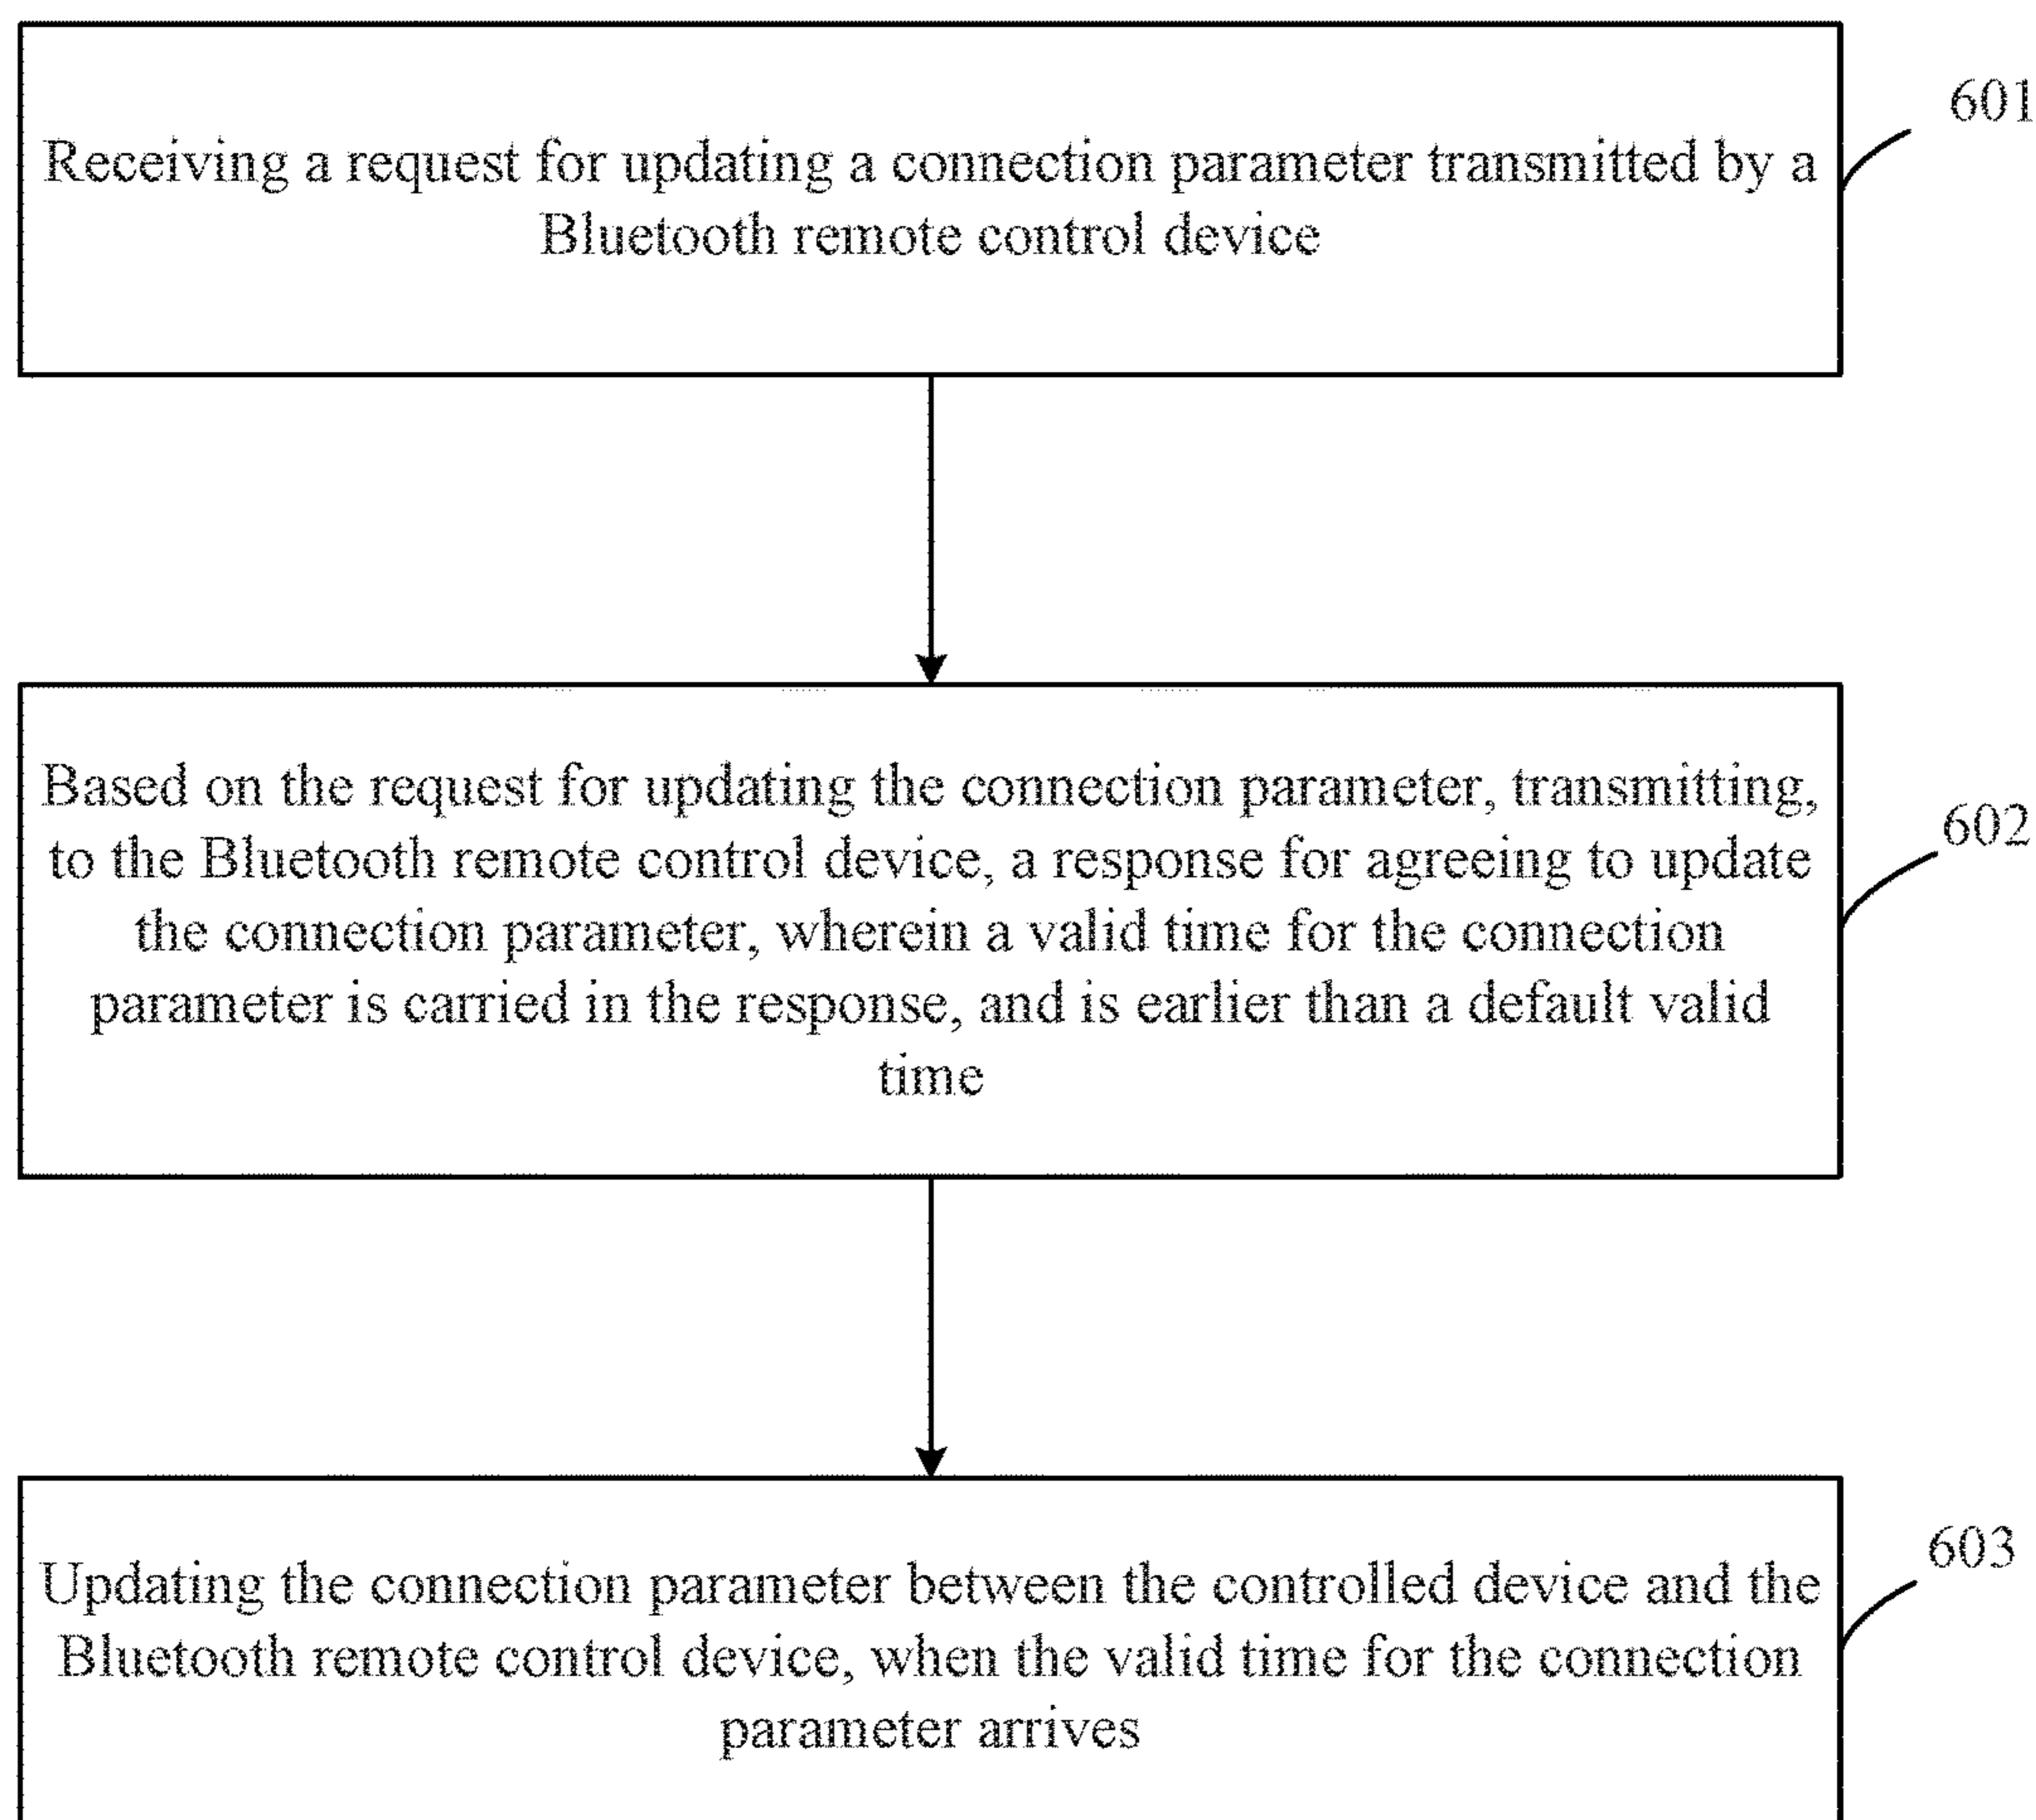 601
Receiving a request for updating a connection parameter transmitted by a
Bluetooth remote control device
Based on the request for updating the connection parameter, transmitting,
602
to the Bluetooth remote control device, a response for agreeing to update
the connection parameter, wherein a valid time for the connection
parameter is carried in the response, and is earlier than a default valid
time
603
Updating the connection parameter between the controlled device and the
Bluetooth remote control device, when the valid time for the connection
parameter arrives